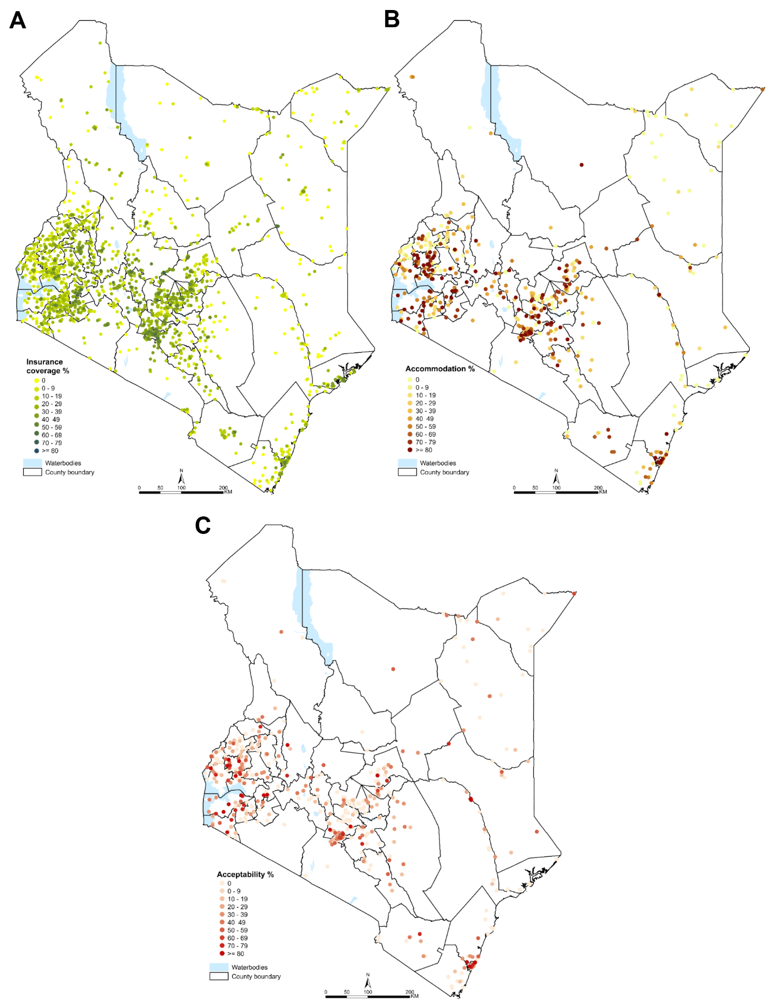 A
Insurance
coverage %
0
0 - 9
10 - 19
20 - 29
30 - 39
40 49
50 - 59
60 - 69
70 - 79
>= 80
Waterbodies
County boundary
N
0 50 100 200
KM
B
Accommodation %
0
0 - 9
10 - 19
20 - 29
30 - 39
40 49
50 - 59
60 - 69
70 - 79
>= 80
Waterbodies
County boundary
N
0 50 100 200
KM
C
Acceptability %
0
0 - 9
10 - 19
20 - 29
30 - 39
40 49
50 - 59
60 - 69
70 - 79
>= 80
Waterbodies
County boundary
N
0 50 100 200
KM